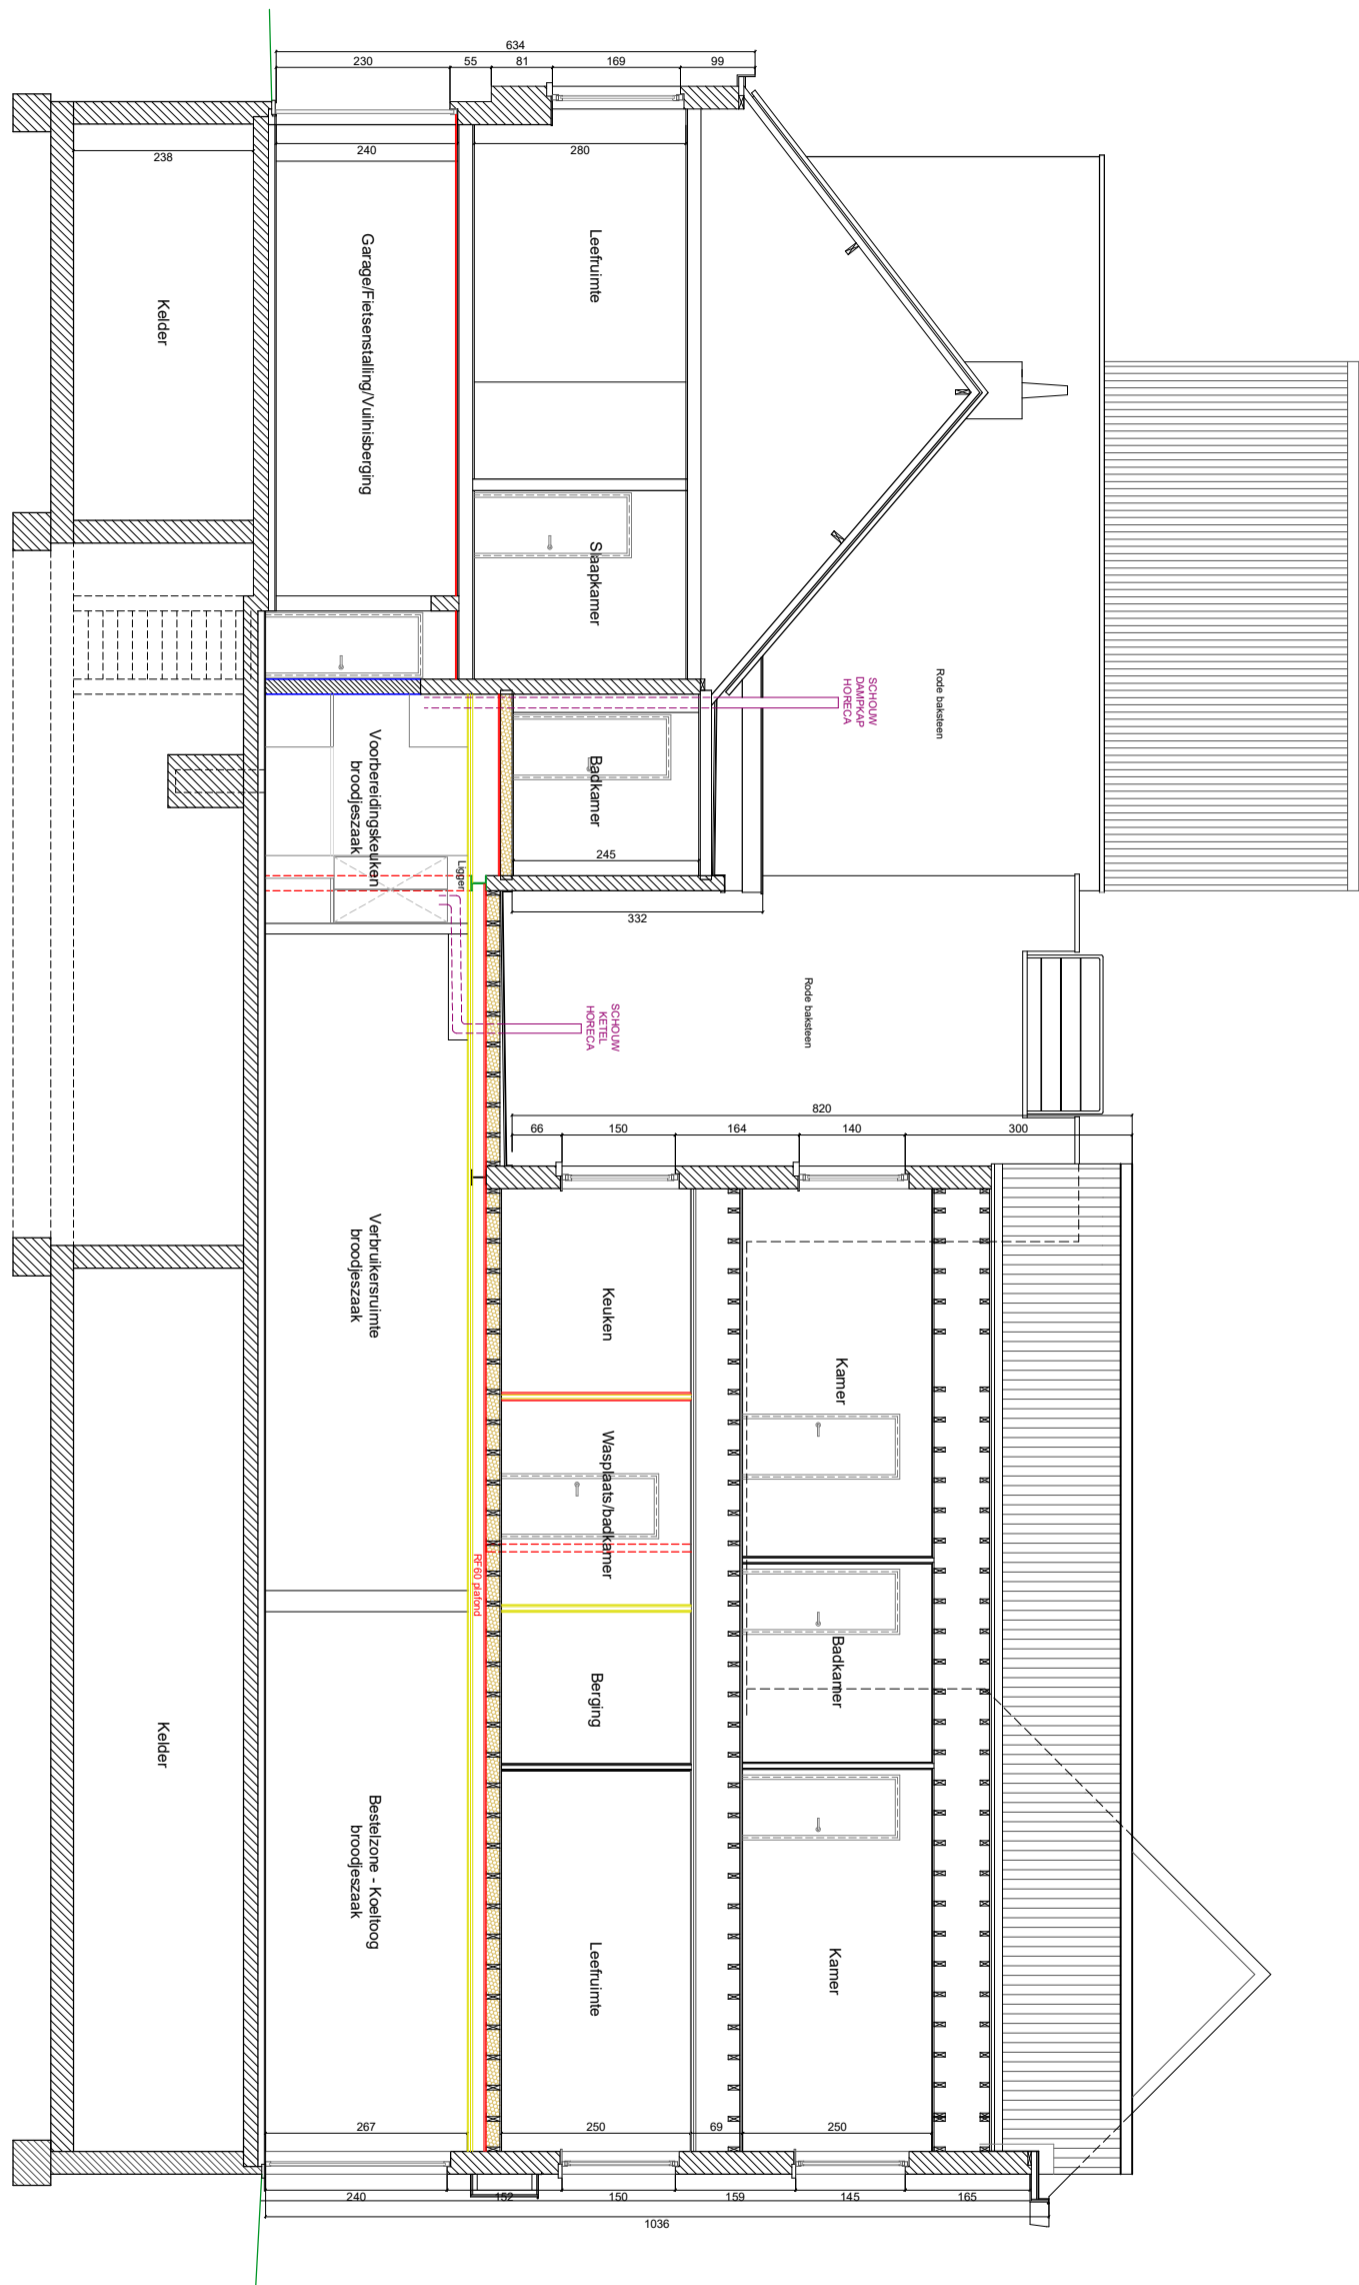 634
230
55
81
169
99
238
240
280
Kelder
Garage/Fietsenstalling/Vuilnisberging
Leefruimte
Slaapkamer
Badkamer
245
332
Rode baksteen
SCHOUW
DAMPKAP
HORECA
Voorbereidingskeuken
broodjeszaak
Ligger
SCHOUW
KETEL
HORECA
Rode baksteen
820
66
150
164
140
300
Verbruikersruimte
broodjeszaak
Keuken
Kamer
Wasplaats/badkamer
RF60 plafond
Berging
Badkamer
Kelder
Bestelzone - Koeltoog
broodjeszaak
Leefruimte
Kamer
267
250
69
250
240
152
150
159
145
165
1036